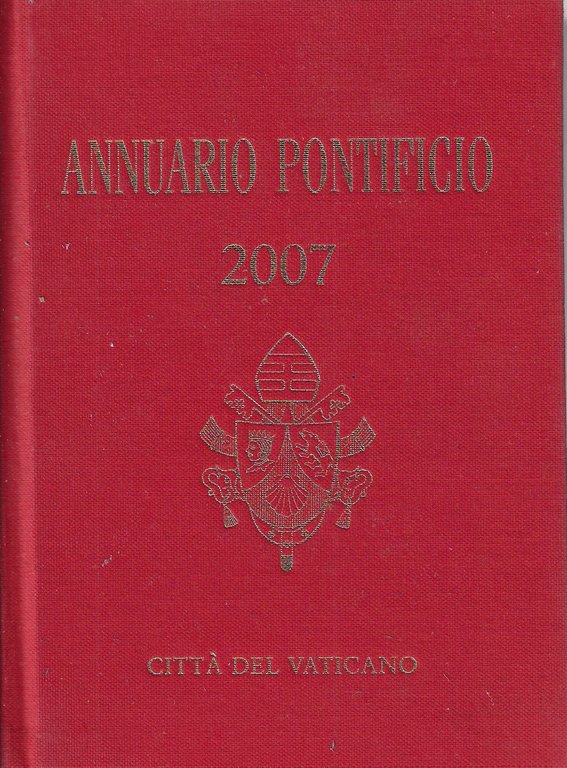 ANNUARIO PONTIFICIO
2007
CITTÀ DEL VATICANO